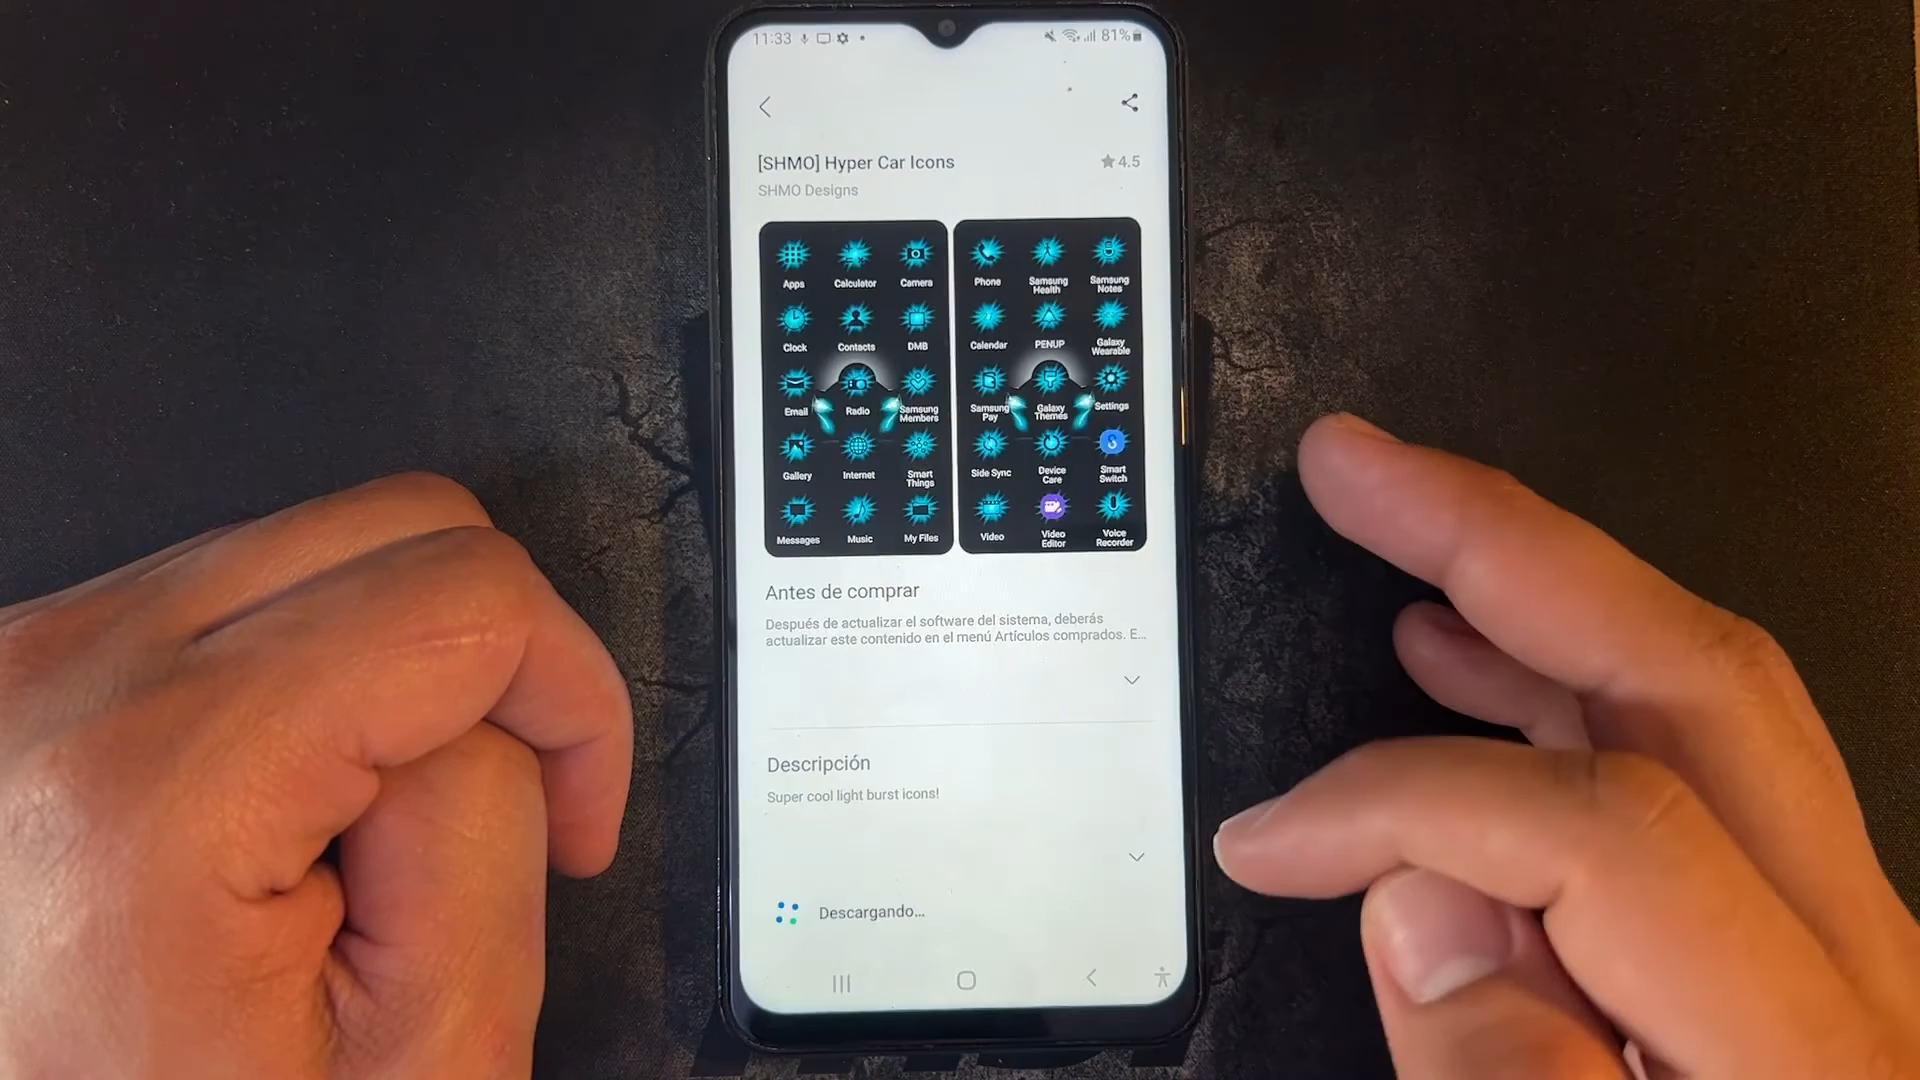 11:33
81%
[SHMO] Hyper Car Icons
4.5
SHMO Designs
Apps
Calculator
Camera
Clock
Contacts
DMB
Email
Radio
Samsung
Members
Gallery
Internet
Smart
Things
Messages
Music
My Files
Phone
Samsung
Health
Samsung
Notes
Calendar
PENUP
Galaxy
Wearable
Samsung
Pay
Galaxy
Themes
Settings
Side Sync
Device
Care
Smart
Switch
Video
Video
Editor
Voice
Recorder
Antes de comprar
Después de actualizar el software del sistema, deberás
actualizar este contenido en el menú Artículos comprados. E...
Descripción
Super cool light burst icons!
Descargando...